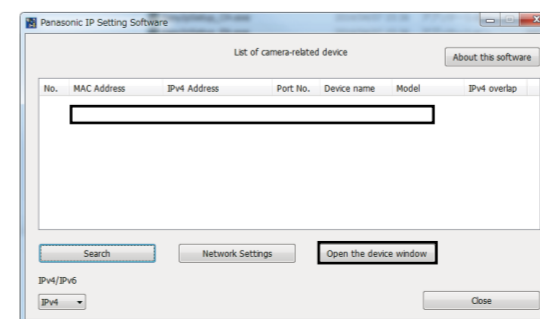 Panasonic IP Setting Software
List of camera-related device
About this software
No. MAC Address IPv4 Address Port No. Device name Model IPv4 overlap
Search Network Settings Open the device window
IPv4/IPv6
IPv4 Close